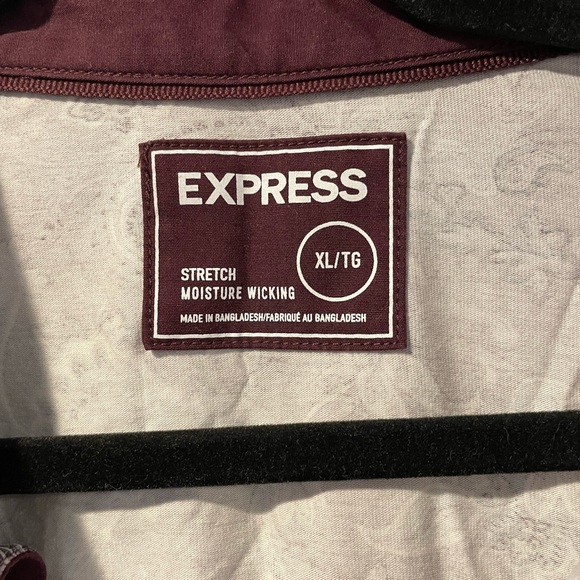 EXPRESS
XL/TG
STRETCH
MOISTURE WICKING
MADE IN BANGLADESH/FABRIQUÉ AU BANGLADESH